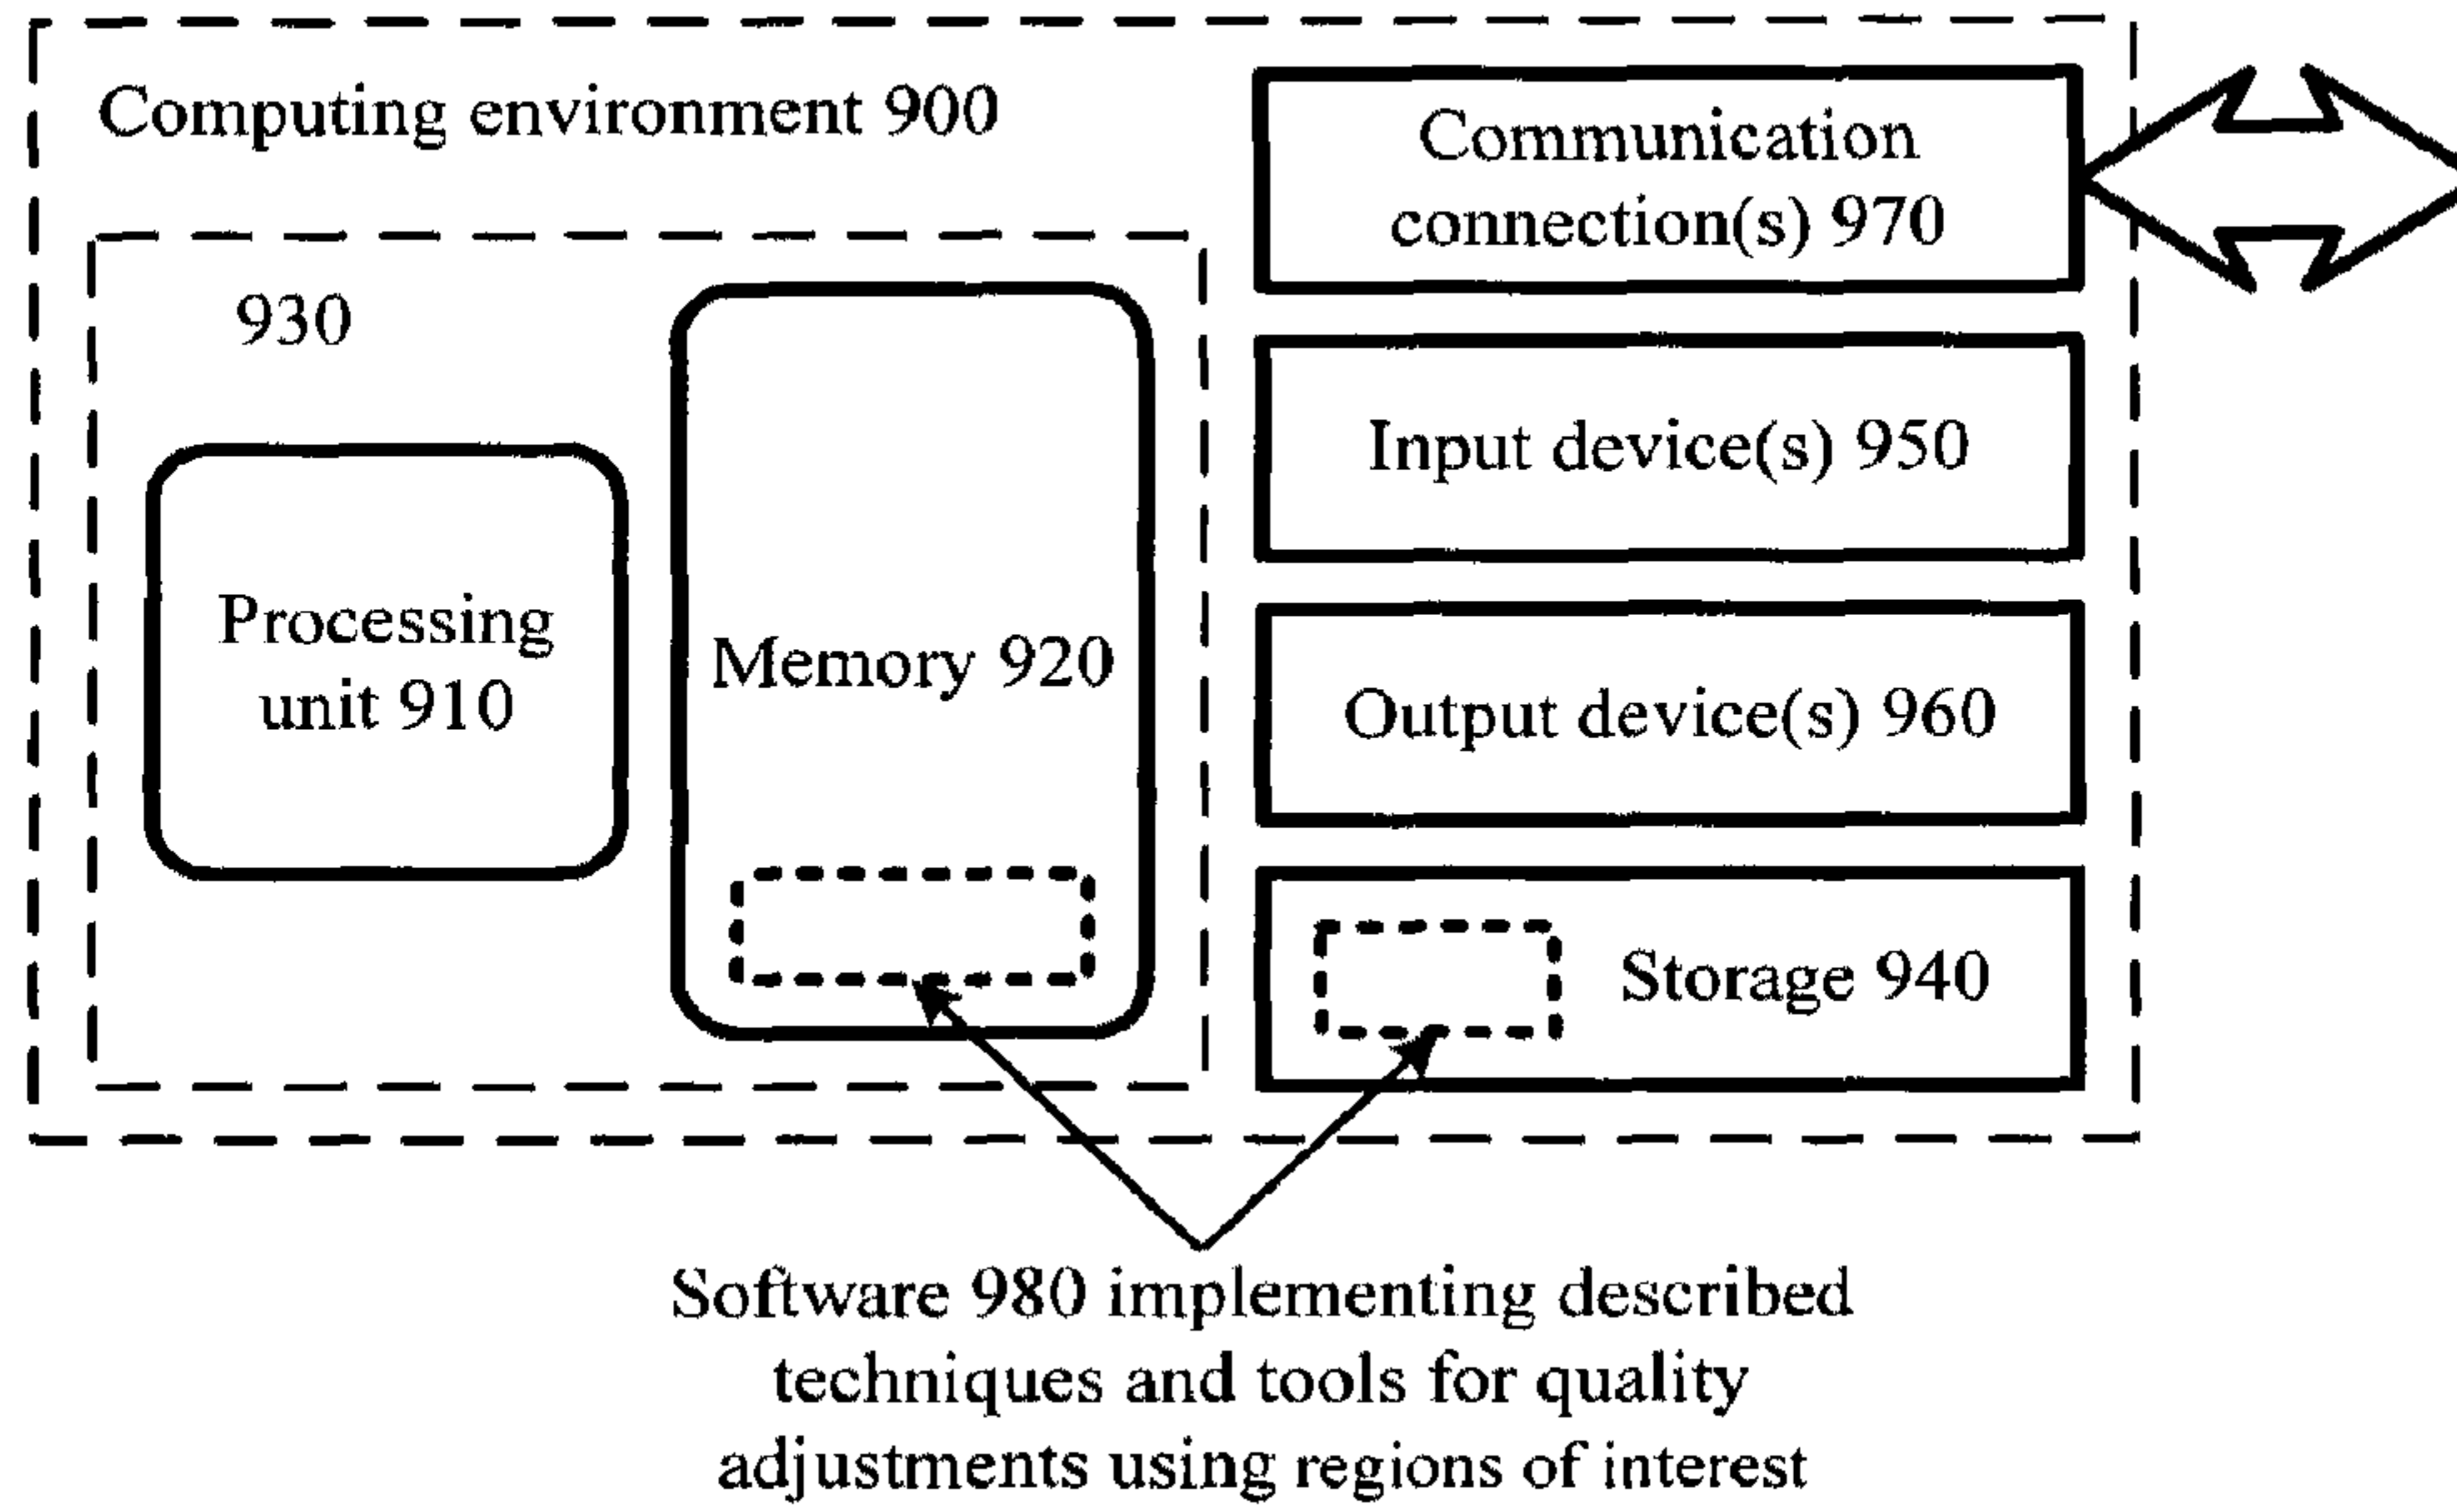 Computing environment 900
Communication
connection(s) 970
930
Input device(s) 950
Processing
unit 910
Memory 920
Output device(s) 960
Storage 940
Software 980 implementing described
techniques and tools for quality
adjustments using regions of interest